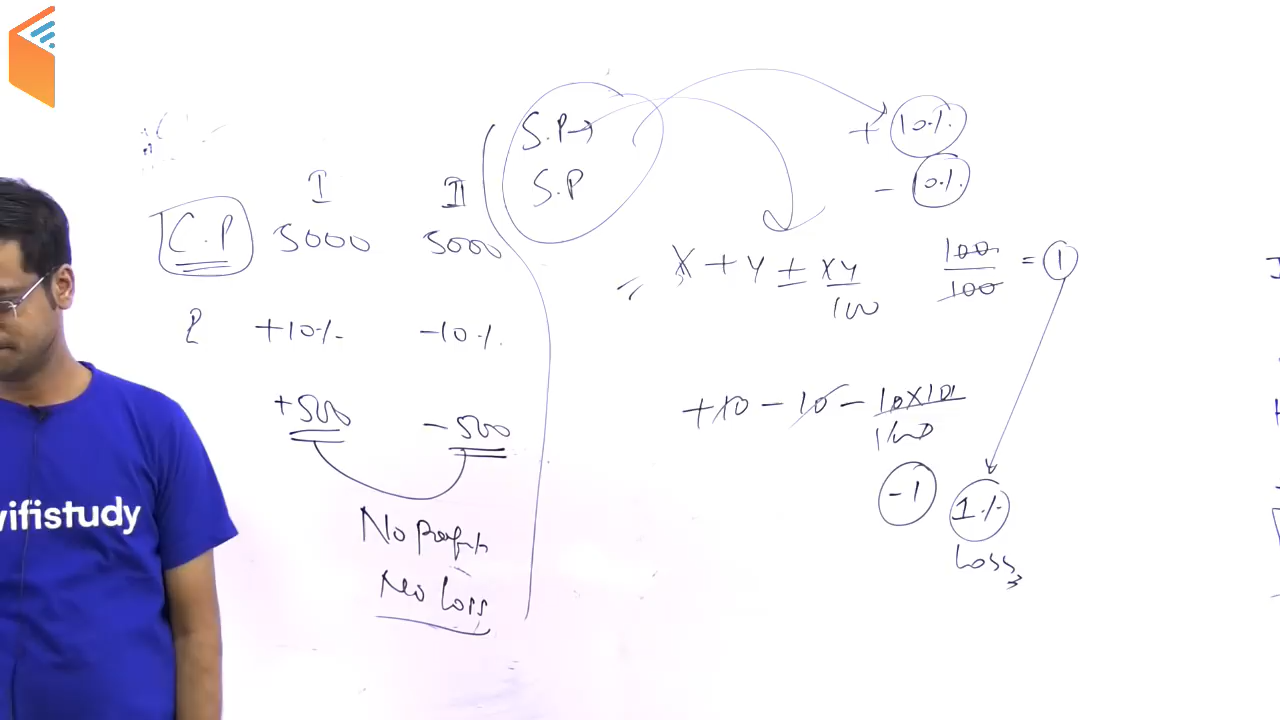 I II
C.P 5000 5000
+10% -10%
+500 -500
No Profit
No Loss
S.P →
S.P
+ 10%
- 10%
= X + Y ± XY/100
100/100 = 1
+10 - 10 - 10×10/100
-1 1%
Loss
wifistudy